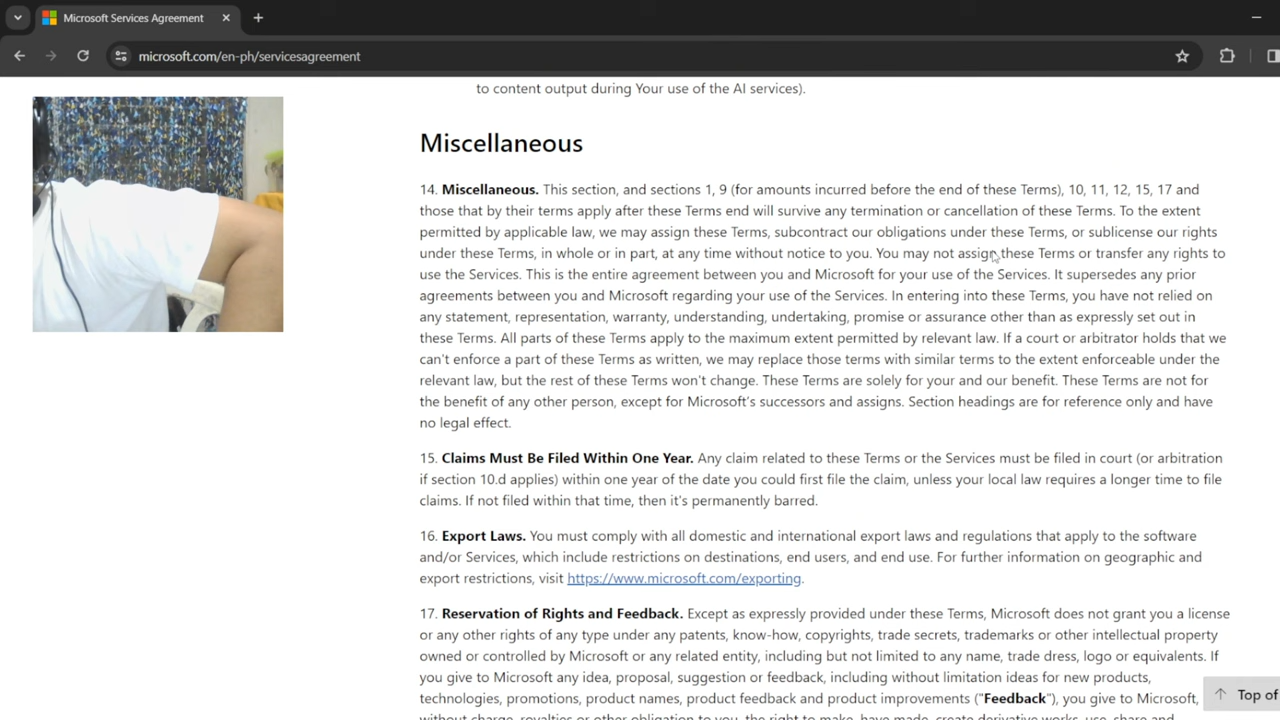 Microsoft Services Agreement
microsoft.com/en-ph/servicesagreement
to content output during Your use of the AI services).
Miscellaneous
14. Miscellaneous. This section, and sections 1, 9 (for amounts incurred before the end of these Terms), 10, 11, 12, 15, 17 and
those that by their terms apply after these Terms end will survive any termination or cancellation of these Terms. To the extent
permitted by applicable law, we may assign these Terms, subcontract our obligations under these Terms, or sublicense our rights
under these Terms, in whole or in part, at any time without notice to you. You may not assign these Terms or transfer any rights to
use the Services. This is the entire agreement between you and Microsoft for your use of the Services. It supersedes any prior
agreements between you and Microsoft regarding your use of the Services. In entering into these Terms, you have not relied on
any statement, representation, warranty, understanding, undertaking, promise or assurance other than as expressly set out in
these Terms. All parts of these Terms apply to the maximum extent permitted by relevant law. If a court or arbitrator holds that we
can't enforce a part of these Terms as written, we may replace those terms with similar terms to the extent enforceable under the
relevant law, but the rest of these Terms won't change. These Terms are solely for your and our benefit. These Terms are not for
the benefit of any other person, except for Microsoft's successors and assigns. Section headings are for reference only and have
no legal effect.
15. Claims Must Be Filed Within One Year. Any claim related to these Terms or the Services must be filed in court (or arbitration
if section 10.d applies) within one year of the date you could first file the claim, unless your local law requires a longer time to file
claims. If not filed within that time, then it's permanently barred.
16. Export Laws. You must comply with all domestic and international export laws and regulations that apply to the software
and/or Services, which include restrictions on destinations, end users, and end use. For further information on geographic and
export restrictions, visit https://www.microsoft.com/exporting.
17. Reservation of Rights and Feedback. Except as expressly provided under these Terms, Microsoft does not grant you a license
or any other rights of any type under any patents, know-how, copyrights, trade secrets, trademarks or other intellectual property
owned or controlled by Microsoft or any related entity, including but not limited to any name, trade dress, logo or equivalents. If
you give to Microsoft any idea, proposal, suggestion or feedback, including without limitation ideas for new products,
technologies, promotions, product names, product feedback and product improvements ("Feedback"), you give to Microsoft,
without charge, royalties or other obligation to you, the right to make, have made, create derivative works, use, share and
Top of